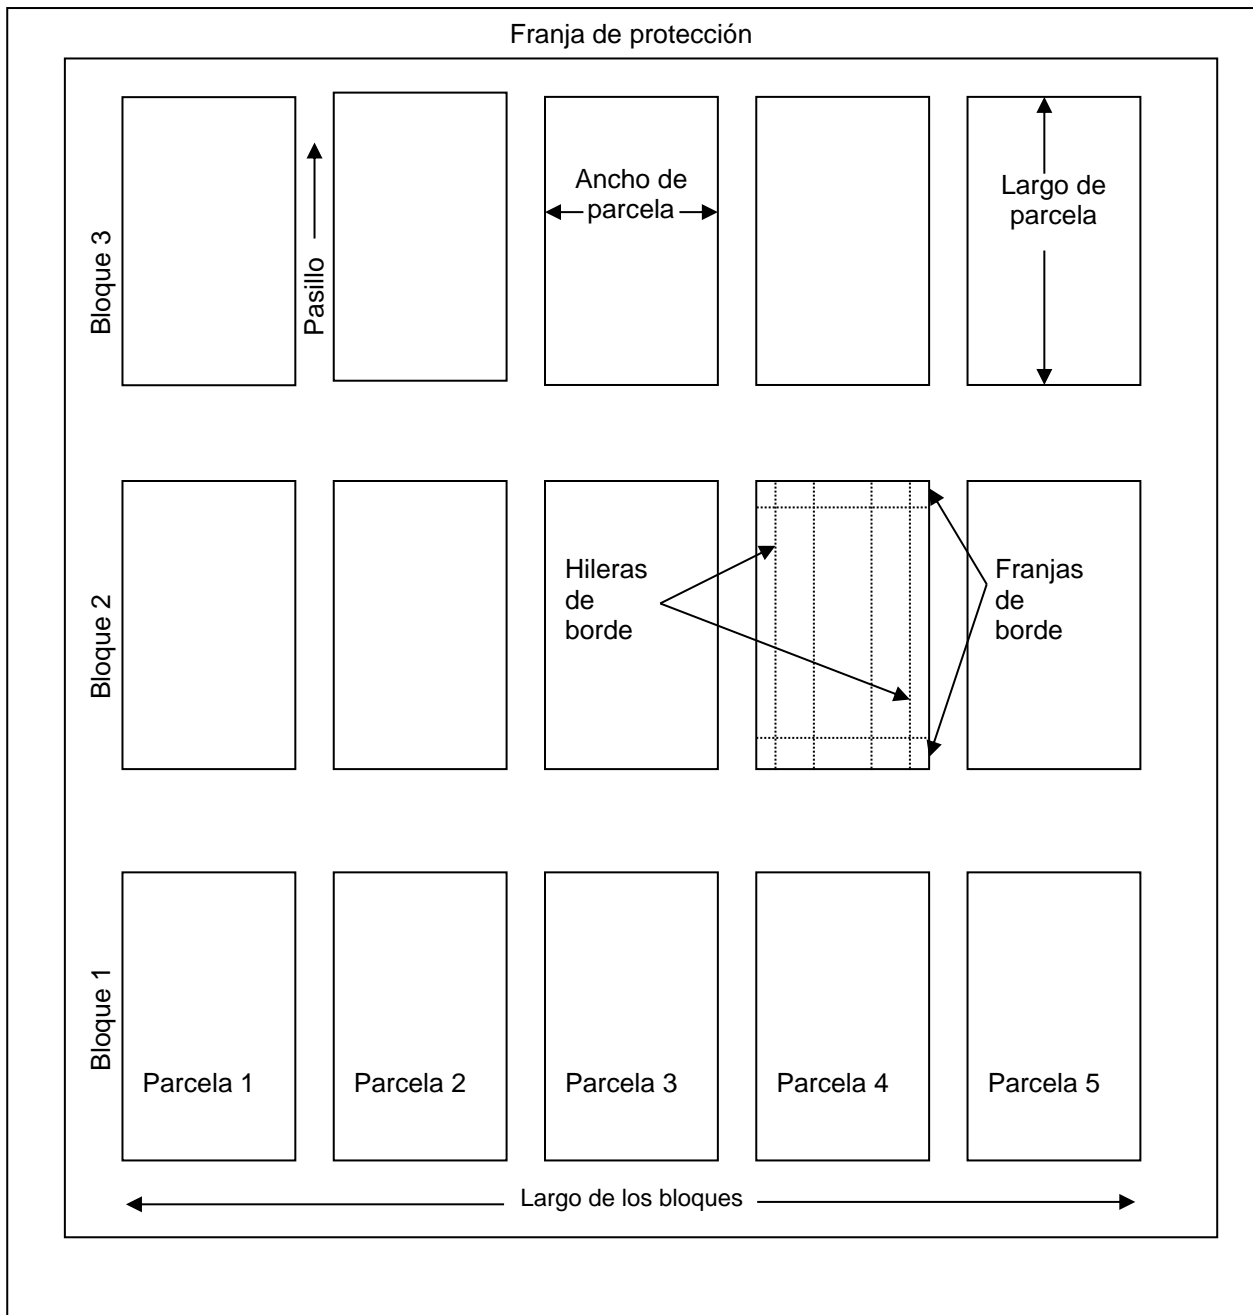 Franja de protección
Bloque 3
Pasillo
Ancho de
parcela
Largo de
parcela
Bloque 2
Hileras
de
borde
Franjas
de
borde
Bloque 1
Parcela 1
Parcela 2
Parcela 3
Parcela 4
Parcela 5
Largo de los bloques